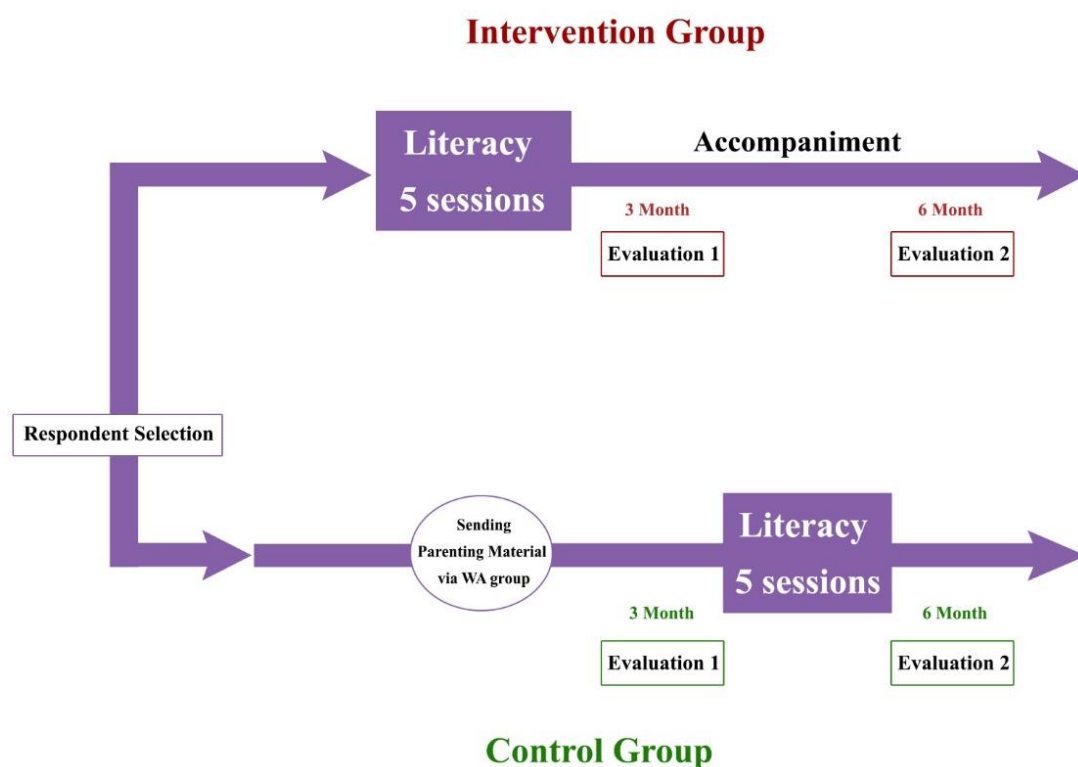 Intervention Group
Literacy
5 sessions
Accompaniment
3 Month
6 Month
Evaluation 1
Evaluation 2
Respondent Selection
Sending
Parenting Material
via WA group
Literacy
5 sessions
3 Month
6 Month
Evaluation 1
Evaluation 2
Control Group